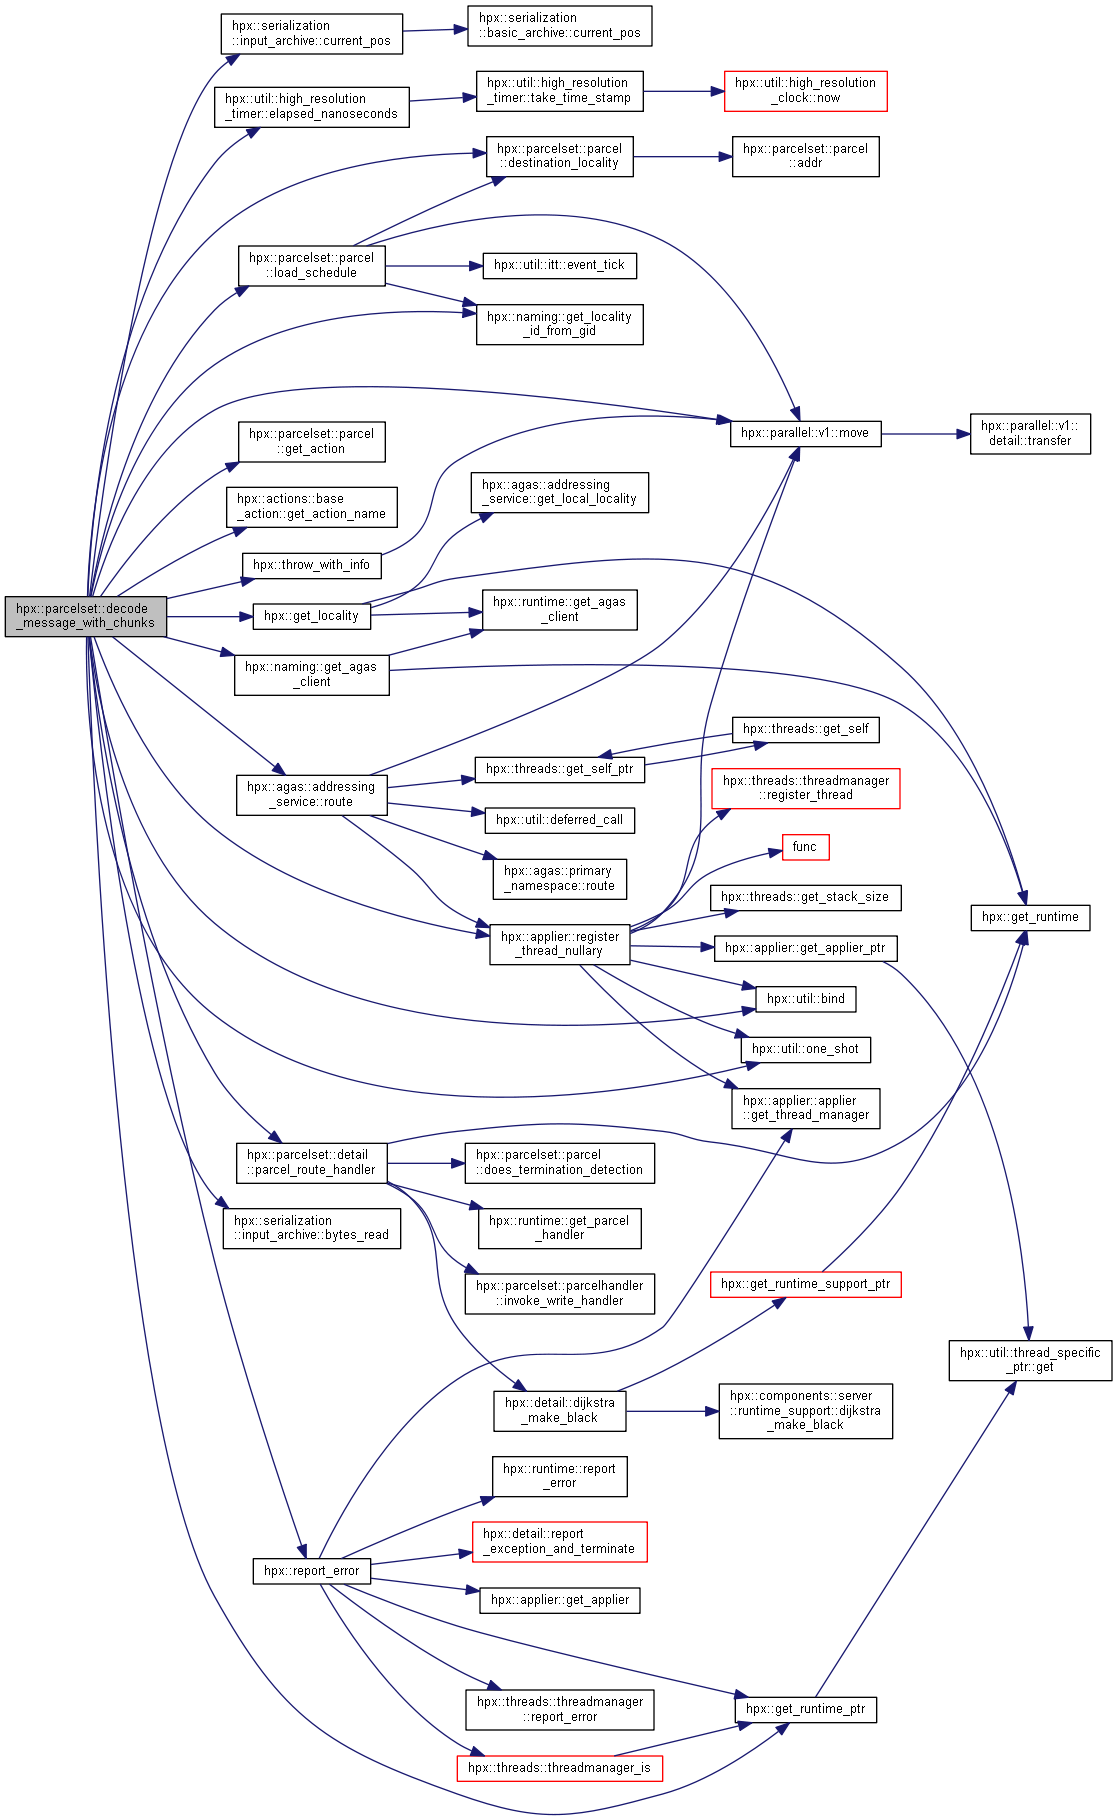 hpx::serialization
::input_archive::current_pos
hpx::serialization
::basic_archive::current_pos
hpx::util::high_resolution
_timer::elapsed_nanoseconds
hpx::util::high_resolution
_timer::take_time_stamp
hpx::util::high_resolution
_clock::now
hpx::parcelset::parcel
::destination_locality
hpx::parcelset::parcel
::addr
hpx::parcelset::parcel
::load_schedule
hpx::util::itt::event_tick
hpx::naming::get_locality
_id_from_gid
hpx::parallel::v1::move
hpx::parallel::v1::
detail::transfer
hpx::parcelset::parcel
::get_action
hpx::agas::addressing
_service::get_local_locality
hpx::actions::base
_action::get_action_name
hpx::throw_with_info
hpx::parcelset::decode
_message_with_chunks
hpx::get_locality
hpx::runtime::get_agas
_client
hpx::naming::get_agas
_client
hpx::threads::get_self
hpx::threads::get_self_ptr
hpx::agas::addressing
_service::route
hpx::threads::threadmanager
::register_thread
hpx::util::deferred_call
func
hpx::agas::primary
_namespace::route
hpx::threads::get_stack_size
hpx::get_runtime
hpx::applier::register
_thread_nullary
hpx::applier::get_applier_ptr
hpx::util::bind
hpx::util::one_shot
hpx::applier::applier
::get_thread_manager
hpx::parcelset::detail
::parcel_route_handler
hpx::parcelset::parcel
::does_termination_detection
hpx::serialization
::input_archive::bytes_read
hpx::runtime::get_parcel
_handler
hpx::parcelset::parcelhandler
::invoke_write_handler
hpx::get_runtime_support_ptr
hpx::util::thread_specific
_ptr::get
hpx::detail::dijkstra
_make_black
hpx::components::server
::runtime_support::dijkstra
_make_black
hpx::runtime::report
_error
hpx::detail::report
_exception_and_terminate
hpx::report_error
hpx::applier::get_applier
hpx::threads::threadmanager
::report_error
hpx::get_runtime_ptr
hpx::threads::threadmanager_is